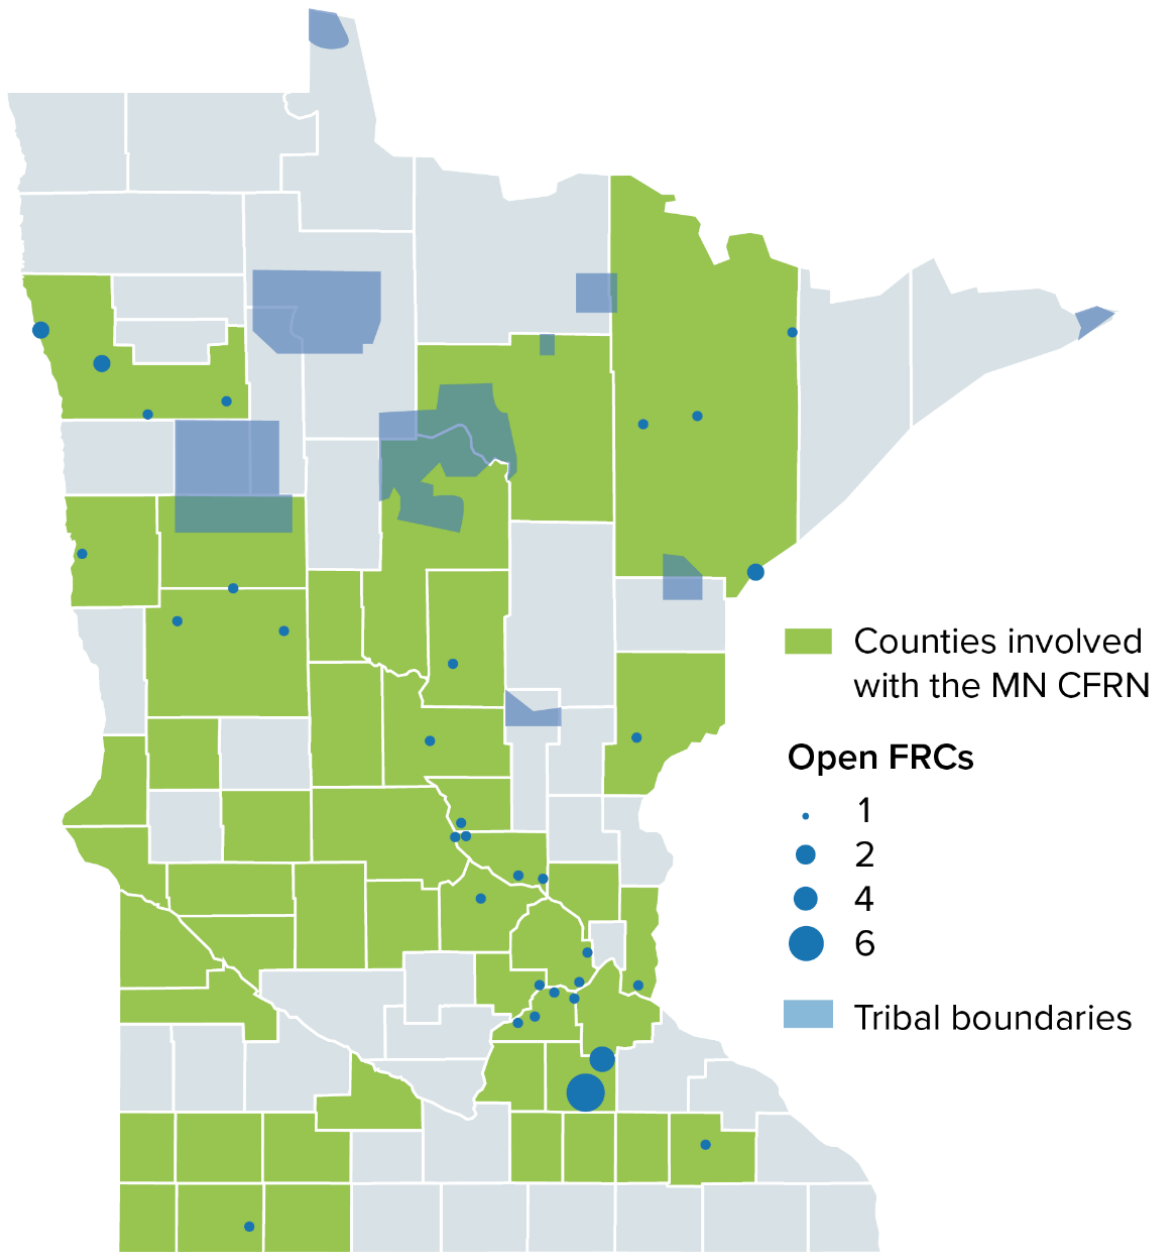 Counties involved
with the MN CFRN
Open FRCs
1
2
4
6
Tribal boundaries